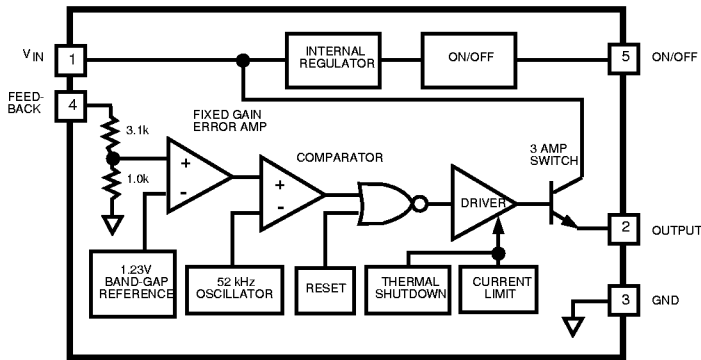 V IN
1
INTERNAL
REGULATOR
ON/OFF
5
ON/OFF
FEED-
BACK
4
3.1k
1.0k
FIXED GAIN
ERROR AMP
+
-
COMPARATOR
+
-
DRIVER
3 AMP
SWITCH
2
OUTPUT
1.23V
BAND-GAP
REFERENCE
52 kHz
OSCILLATOR
RESET
THERMAL
SHUTDOWN
CURRENT
LIMIT
3
GND